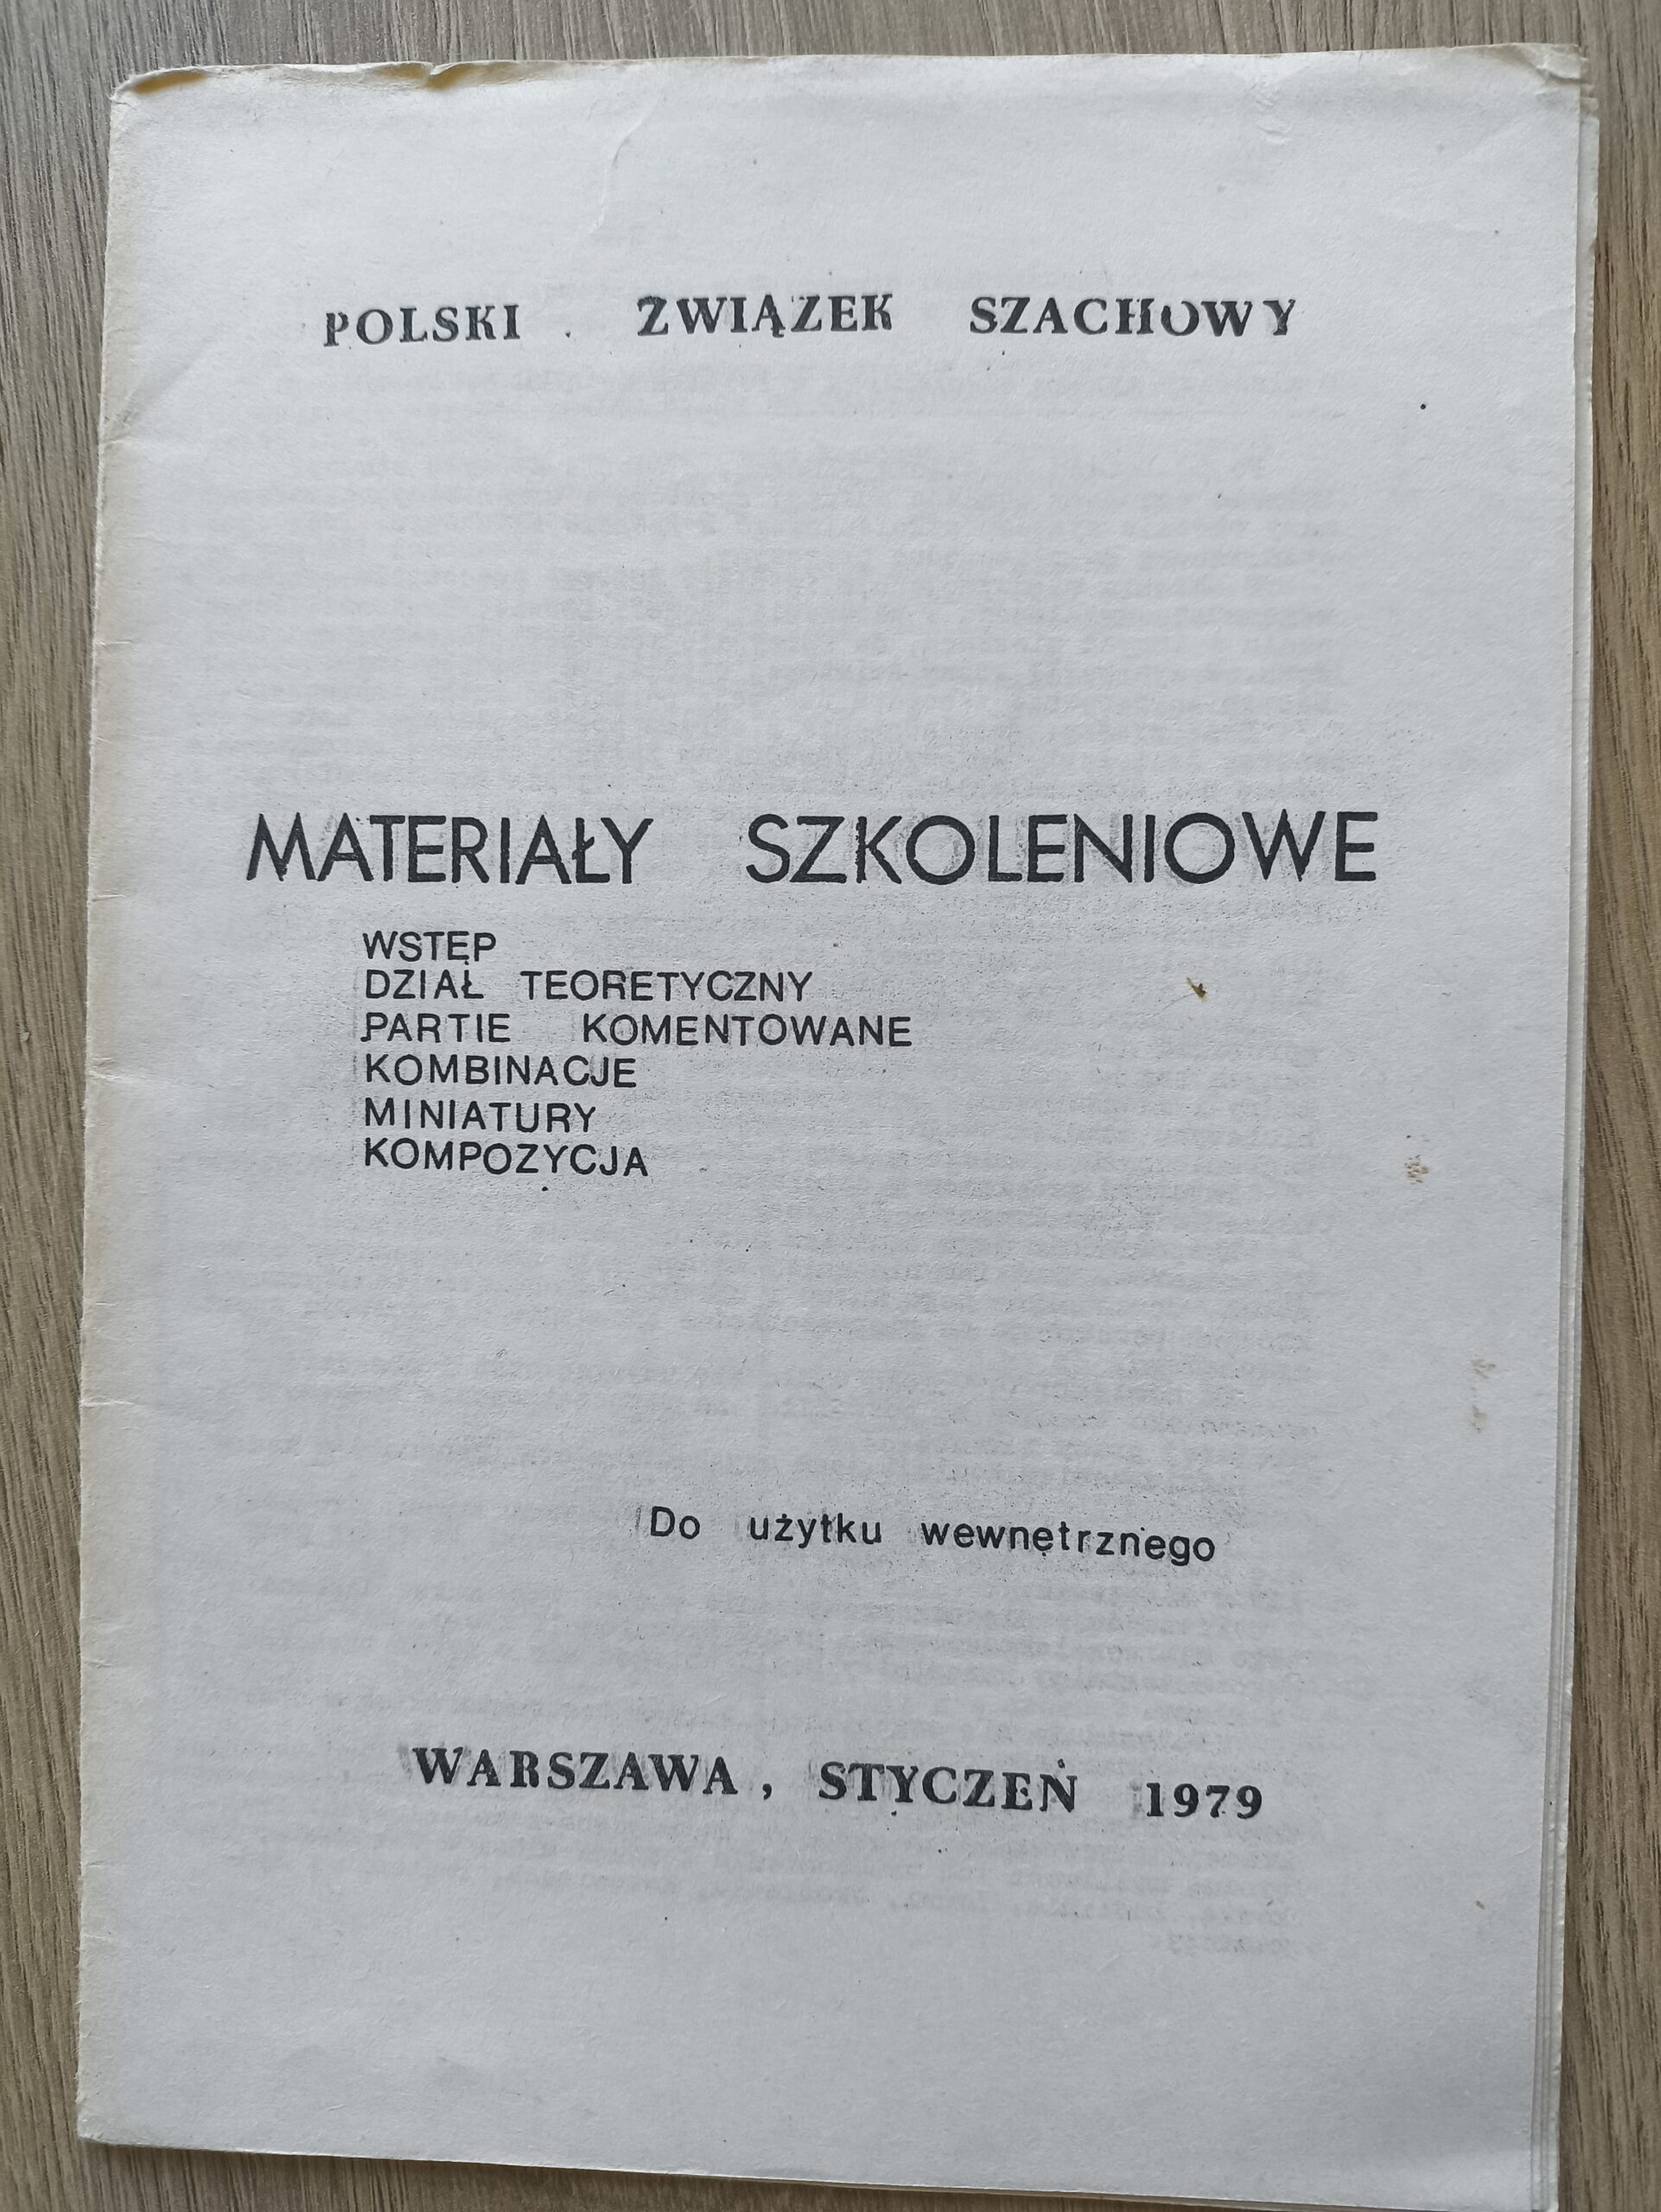 POLSKI ZWIĄZEK SZACHOWY
MATERIAŁY SZKOLENIOWE
WSTĘP
DZIAŁ TEORETYCZNY
PARTIE KOMENTOWANE
KOMBINACJE
MINIATURY
KOMPOZYCJA
Do użytku wewnętrznego
WARSZAWA, STYCZEŃ 1979